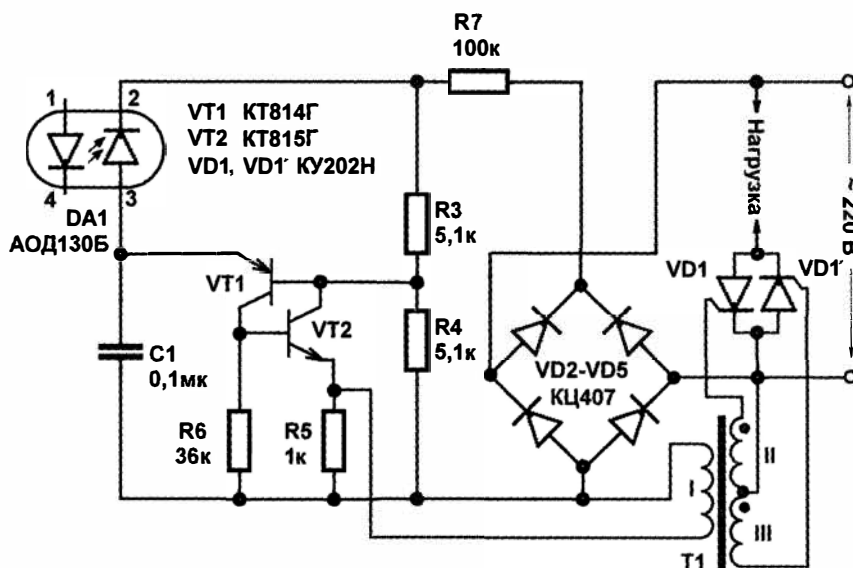 R7
100к
1
2
VT1 КТ814Г
VT2 КТ815Г
VD1, VD1′ КУ202Н
4
3
DA1
АОД130Б
R3
5,1к
Нагрузка
~ 220 В
VD1
VD1′
VT1
VT2
R4
5,1к
C1
0,1мк
VD2-VD5
КЦ407
R6
36к
R5
1к
I
II
III
T1